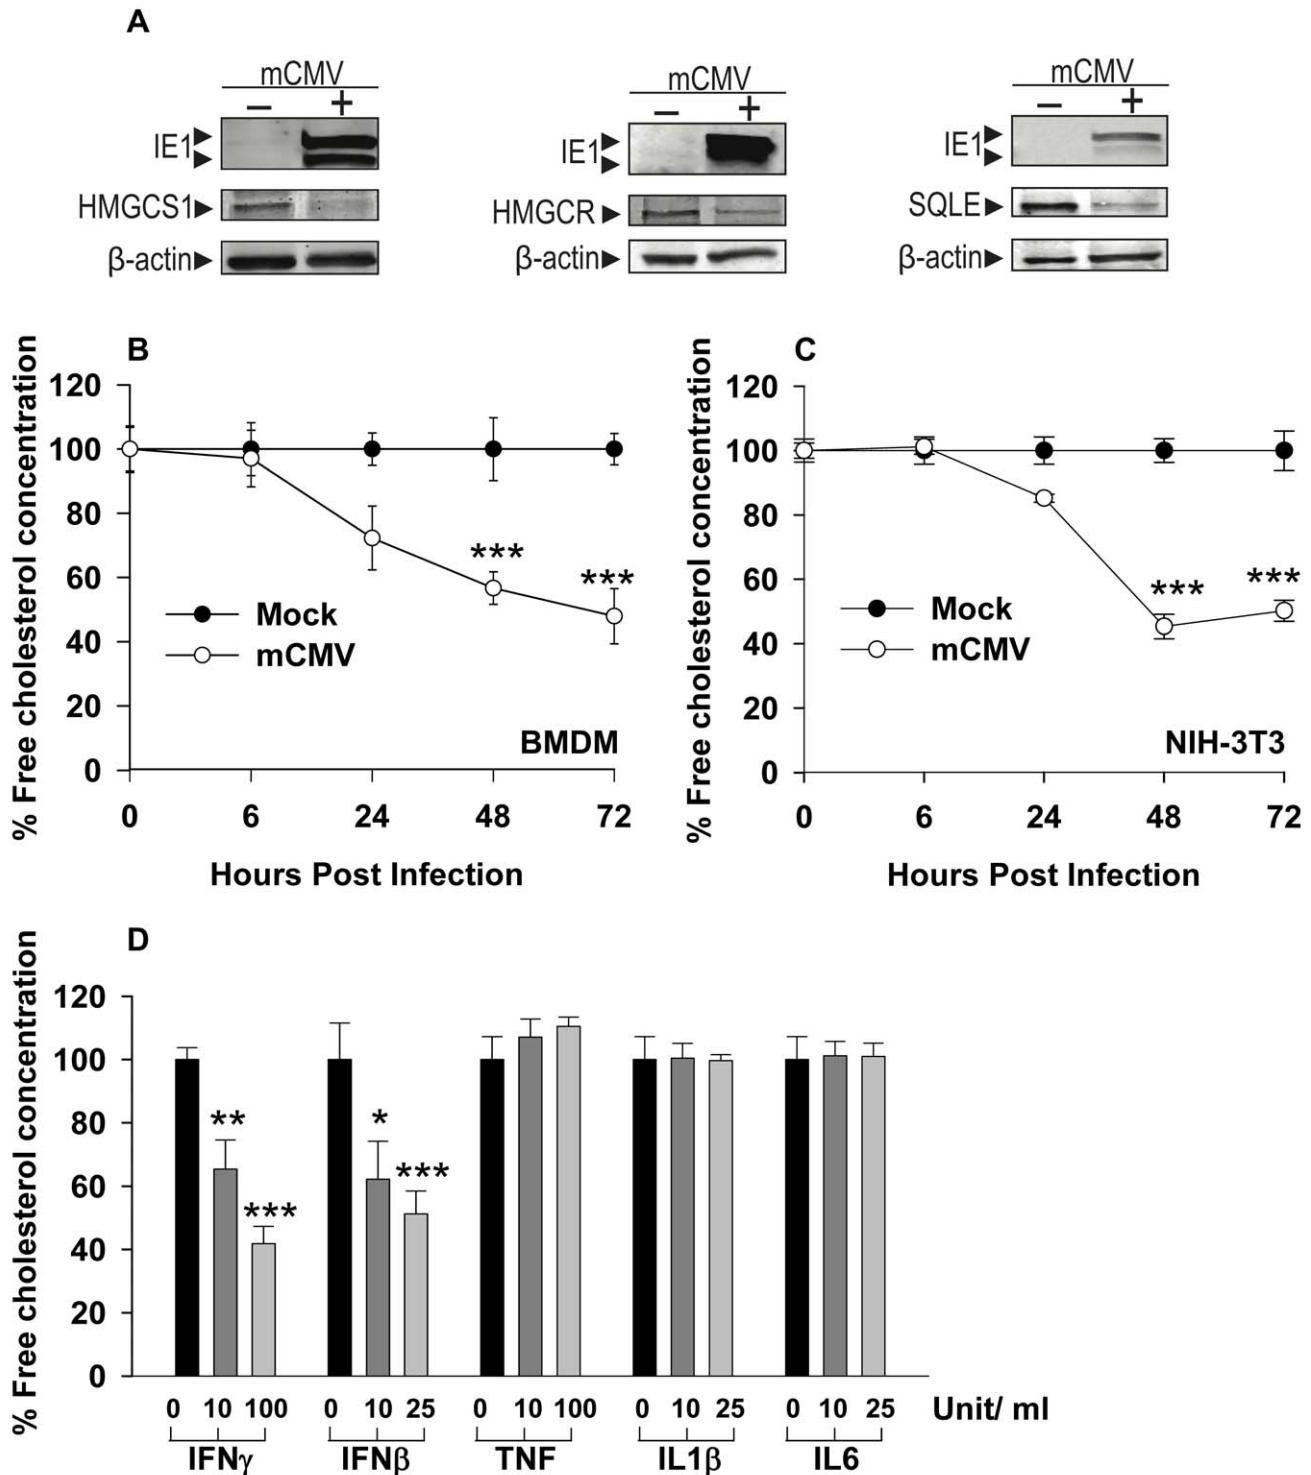 A
mCMV
− +
IE1
HMGCS1
β-actin
mCMV
− +
IE1
HMGCR
β-actin
mCMV
− +
IE1
SQLE
β-actin
B
% Free cholesterol concentration
120
100
80
60
40
20
0
***
***
Mock
mCMV
BMDM
0 6 24 48 72
Hours Post Infection
C
% Free cholesterol concentration
120
100
80
60
40
20
0
***
***
Mock
mCMV
NIH-3T3
0 6 24 48 72
Hours Post Infection
D
% Free cholesterol concentration
120
100
80
60
40
20
0
**
***
*
***
0 10 100 0 10 25 0 10 100 0 10 25 0 10 25 Unit/ ml
IFNγ IFNβ TNF IL1β IL6